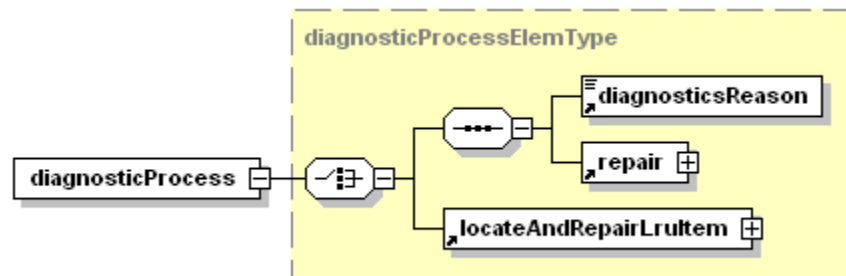 diagnosticProcessElemType
diagnosticsReason
repair
diagnosticProcess
locateAndRepairLruItem